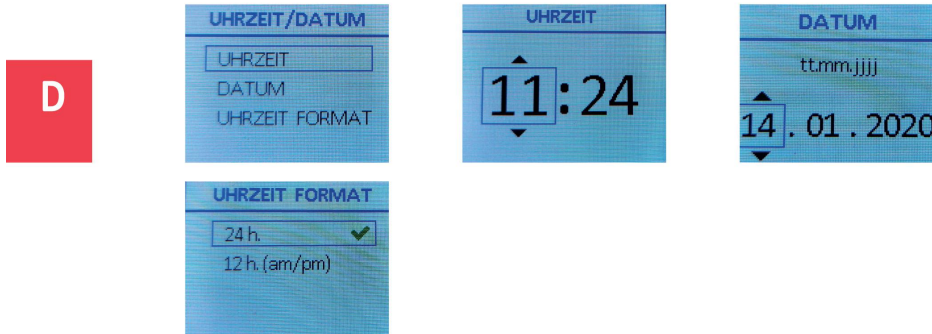 D
UHRZEIT/DATUM
UHRZEIT
DATUM
UHRZEIT FORMAT
UHRZEIT
11:24
DATUM
tt.mm.jjjj
14 . 01 . 2020
UHRZEIT FORMAT
24 h.
12 h. (am/pm)